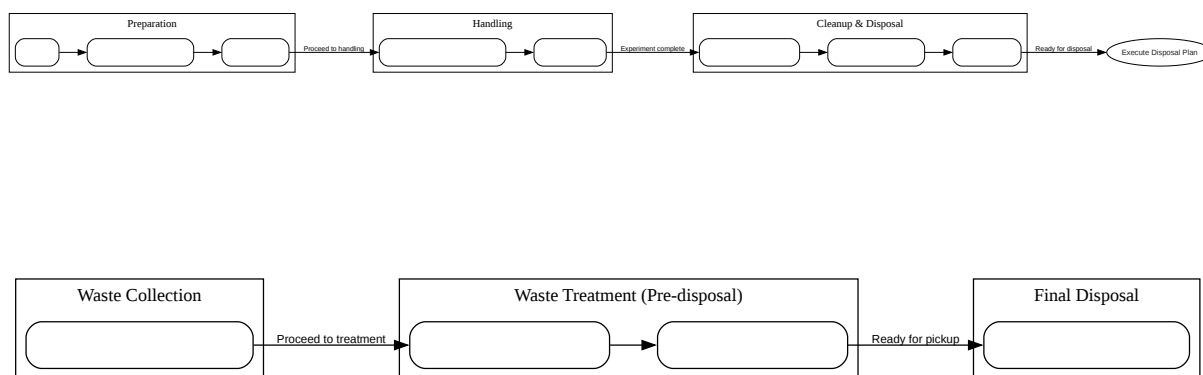 Preparation
Proceed to handling
Handling
Experiment complete
Cleanup & Disposal
Ready for disposal
Execute Disposal Plan
Waste Collection
Proceed to treatment
Waste Treatment (Pre-disposal)
Ready for pickup
Final Disposal